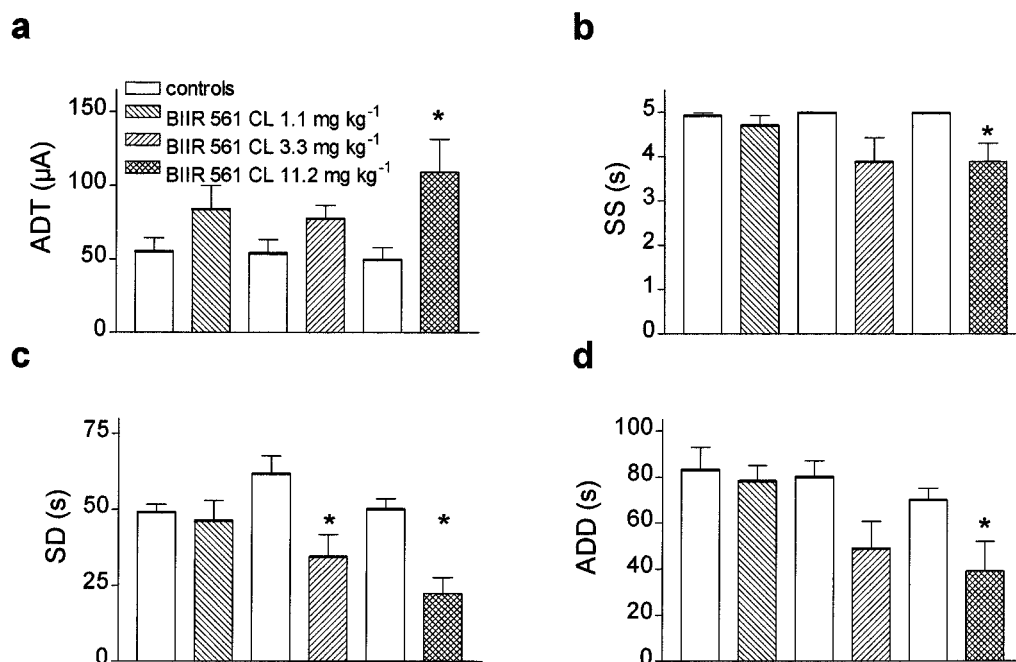 a
150
100
50
0
ADT (µA)
controls
BIIR 561 CL 1.1 mg kg⁻¹
BIIR 561 CL 3.3 mg kg⁻¹
BIIR 561 CL 11.2 mg kg⁻¹
*
b
5
4
3
2
1
0
SS (s)
*
c
75
50
25
0
SD (s)
*
*
d
100
80
60
40
20
0
ADD (s)
*